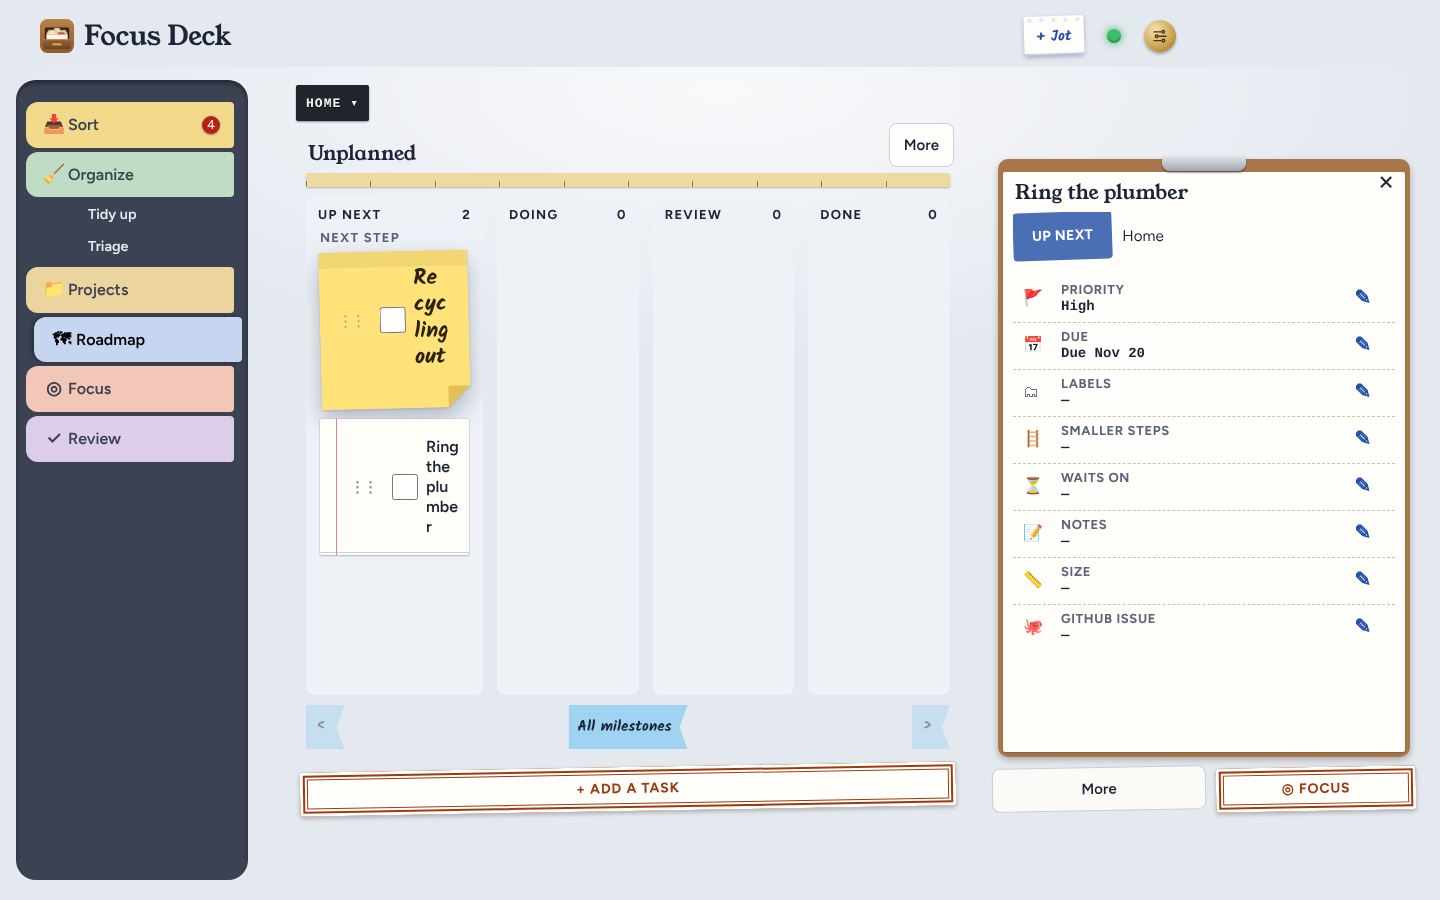 Focus Deck
+ Jot
Sort
4
Organize
Tidy up
Triage
Projects
Roadmap
Focus
Review
HOME ▾
Unplanned
More
UP NEXT 2
NEXT STEP
Re
cyc
ling
out
Ring
the
plu
mbe
r
DOING 0
REVIEW 0
DONE 0
<
All milestones
>
+ ADD A TASK
Ring the plumber
✕
UP NEXT
Home
PRIORITY
High
DUE
Due Nov 20
LABELS
—
SMALLER STEPS
—
WAITS ON
—
NOTES
—
SIZE
—
GITHUB ISSUE
—
More
◎ FOCUS